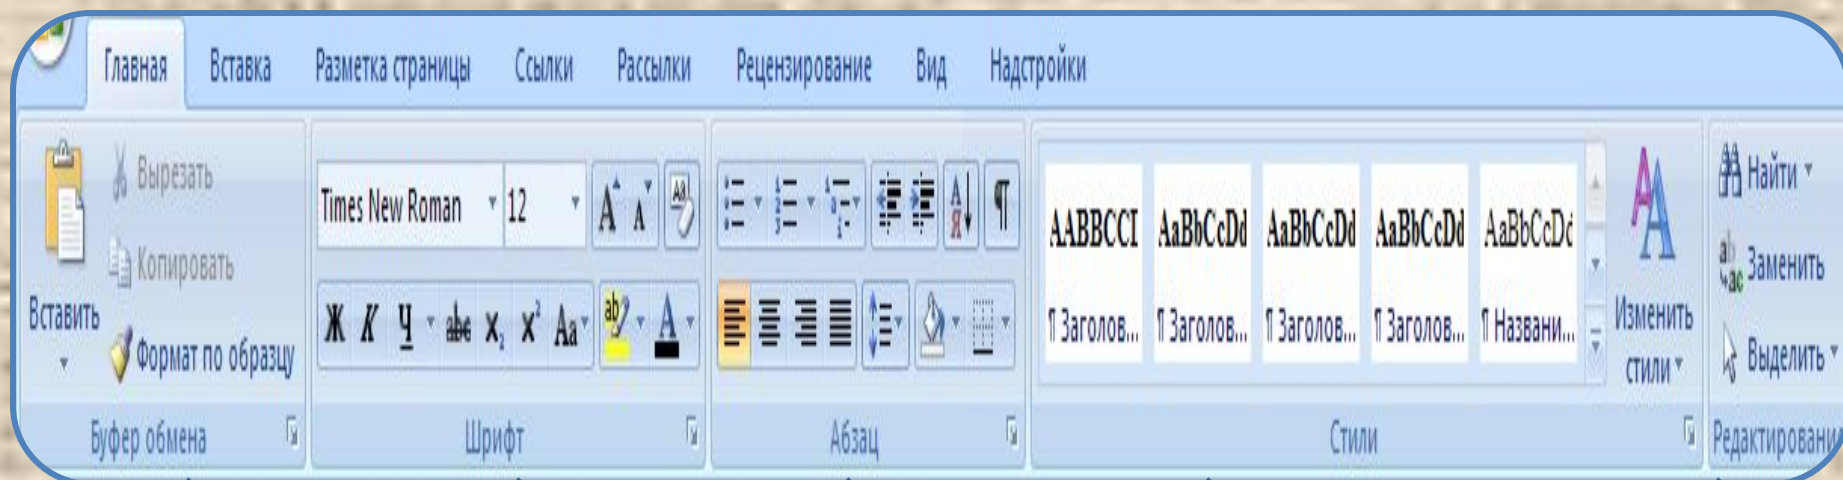 Главная Вставка Разметка страницы Ссылки Рассылки Рецензирование Вид Надстройки
Вставить
Вырезать
Копировать
Формат по образцу
Буфер обмена
Times New Roman 12
Ж К Ч abc x₂ x² Aa ab A
Шрифт
А Я ¶
Абзац
AABBCCI AaBbCcDd AaBbCcDd AaBbCcDd AaBbCcDd
¶ Заголов... ¶ Заголов... ¶ Заголов... ¶ Заголов... ¶ Названи...
Изменить
стили
Стили
Найти
Заменить
Выделить
Редактировани